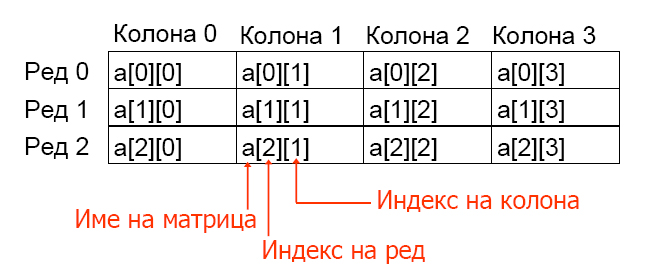 Колона 0 Колона 1 Колона 2 Колона 3
Ред 0 a[0][0] a[0][1] a[0][2] a[0][3]
Ред 1 a[1][0] a[1][1] a[1][2] a[1][3]
Ред 2 a[2][0] a[2][1] a[2][2] a[2][3]
Индекс на колона
Име на матрица
Индекс на ред